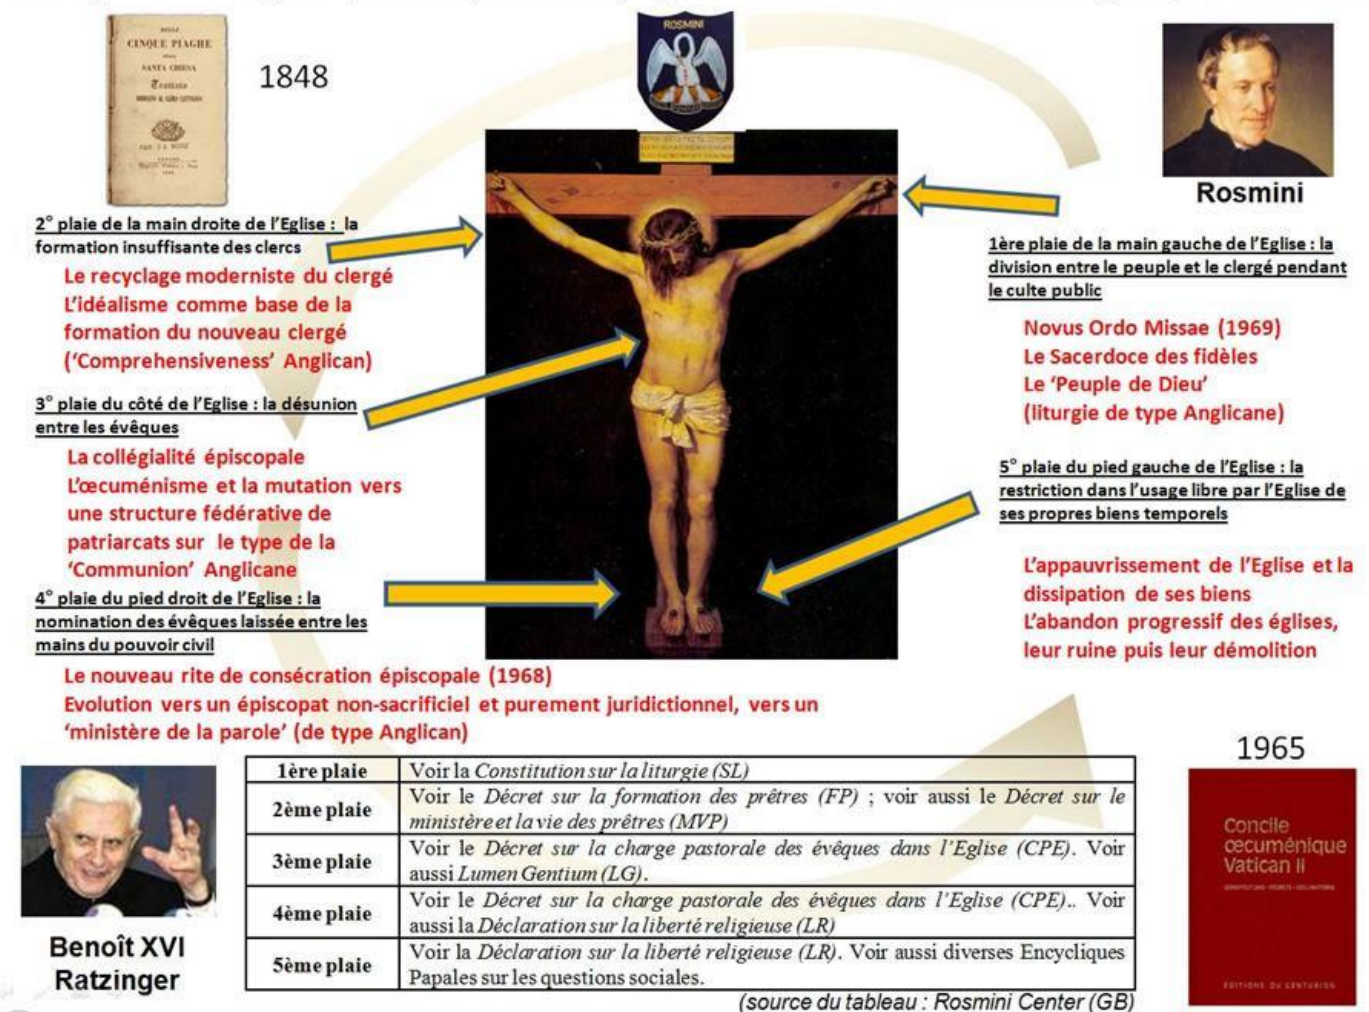 DELLE
CINQUE PIAGHE
DELLA
SANTA CHIESA
1848
ROSMINI
Rosmini
2° plaie de la main droite de l'Eglise : la
formation insuffisante des clercs
Le recyclage moderniste du clergé
L'idéalisme comme base de la
formation du nouveau clergé
('Comprehensiveness' Anglican)
3° plaie du côté de l'Eglise : la désunion
entre les évêques
La collégialité épiscopale
L'œcuménisme et la mutation vers
une structure fédérative de
patriarcats sur le type de la
'Communion' Anglicane
4° plaie du pied droit de l'Eglise : la
nomination des évêques laissée entre les
mains du pouvoir civil
Le nouveau rite de consécration épiscopale (1968)
Evolution vers un épiscopat non-sacrificiel et purement juridictionnel, vers un
'ministère de la parole' (de type Anglican)
1ère plaie de la main gauche de l'Eglise : la
division entre le peuple et le clergé pendant
le culte public
Novus Ordo Missae (1969)
Le Sacerdoce des fidèles
Le 'Peuple de Dieu'
(liturgie de type Anglicane)
5° plaie du pied gauche de l'Eglise : la
restriction dans l'usage libre par l'Eglise de
ses propres biens temporels
L'appauvrissement de l'Eglise et la
dissipation de ses biens
L'abandon progressif des églises,
leur ruine puis leur démolition
Benoît XVI
Ratzinger
1ère plaie Voir la Constitution sur la liturgie (SL)
2ème plaie Voir le Décret sur la formation des prêtres (FP) ; voir aussi le Décret sur le
ministère et la vie des prêtres (MVP)
3ème plaie Voir le Décret sur la charge pastorale des évêques dans l'Eglise (CPE). Voir
aussi Lumen Gentium (LG).
4ème plaie Voir le Décret sur la charge pastorale des évêques dans l'Eglise (CPE).. Voir
aussi la Déclaration sur la liberté religieuse (LR)
5ème plaie Voir la Déclaration sur la liberté religieuse (LR). Voir aussi diverses Encycliques
Papales sur les questions sociales.
(source du tableau : Rosmini Center (GB)
1965
Concile
œcuménique
Vatican II
EDITIONS DU CENTURION